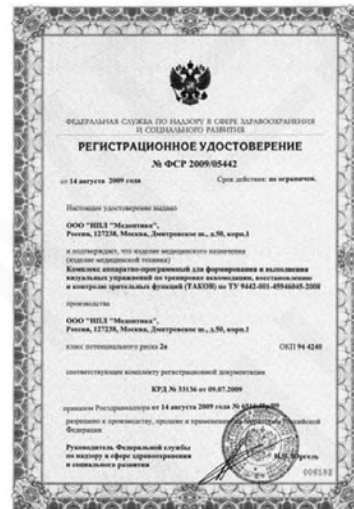 ФЕДЕРАЛЬНАЯ СЛУЖБА ПО НАДЗОРУ В СФЕРЕ ЗДРАВООХРАНЕНИЯ
И СОЦИАЛЬНОГО РАЗВИТИЯ
РЕГИСТРАЦИОННОЕ УДОСТОВЕРЕНИЕ
№ ФСР 2009/05442
от 14 августа 2009 года Срок действия: не ограничен.
Настоящее удостоверение выдано
ООО "НПЛ "Медоптика",
Россия, 127238, Москва, Дмитровское ш., д.50, корп.1
и подтверждает, что изделие медицинского назначения
(изделие медицинской техники)
Комплекс аппаратно-программный для формирования и выполнения
визуальных упражнений по тренировке аккомодации, восстановлению
и контролю зрительных функций (ТАКОВ) по ТУ 9442-001-45946045-2008
производства
ООО "НПЛ "Медоптика",
Россия, 127238, Москва, Дмитровское ш., д.50, корп.1
класс потенциального риска 2а ОКП 94 4240
соответствующее комплекту регистрационной документации
КРД № 33136 от 09.07.2009
приказом Росздравнадзора от 14 августа 2009 года №
разрешено к производству, продаже и применению на территории Российской
Федерации
Руководитель Федеральной службы
по надзору в сфере здравоохранения
и социального развития Н.В. Юргель
006192